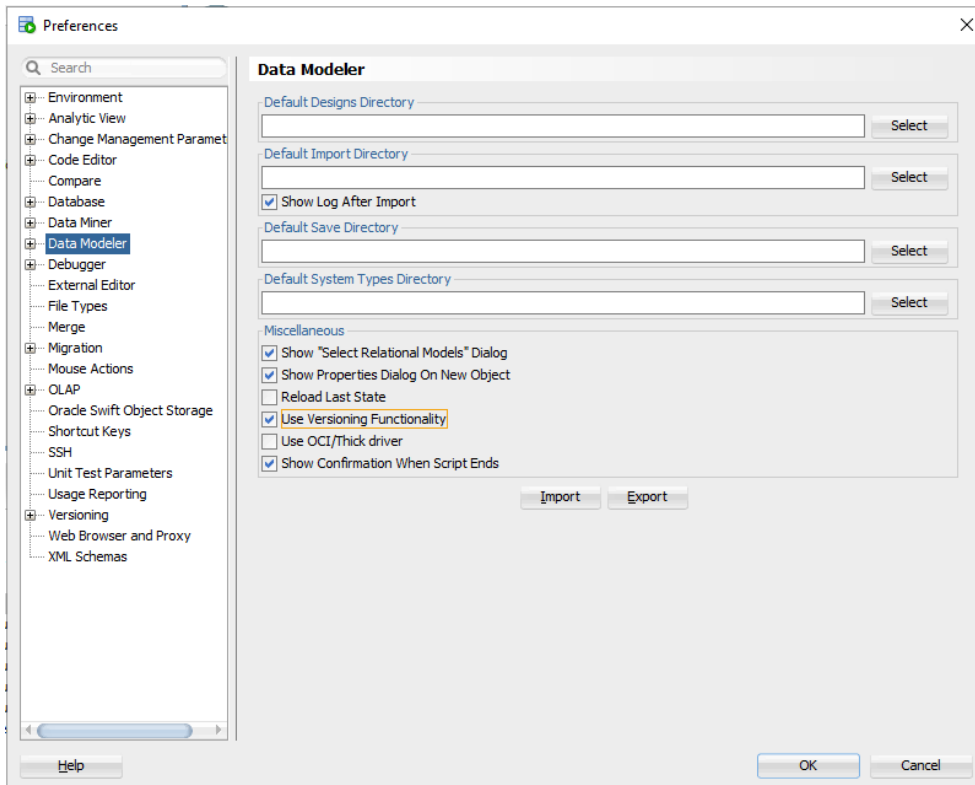 Preferences
Search
Environment
Analytic View
Change Management Paramet
Code Editor
Compare
Database
Data Miner
Data Modeler
Debugger
External Editor
File Types
Merge
Migration
Mouse Actions
OLAP
Oracle Swift Object Storage
Shortcut Keys
SSH
Unit Test Parameters
Usage Reporting
Versioning
Web Browser and Proxy
XML Schemas
Data Modeler
Default Designs Directory
Select
Default Import Directory
Select
Show Log After Import
Default Save Directory
Select
Default System Types Directory
Select
Miscellaneous
Show "Select Relational Models" Dialog
Show Properties Dialog On New Object
Reload Last State
Use Versioning Functionality
Use OCI/Thick driver
Show Confirmation When Script Ends
Import Export
Help OK Cancel